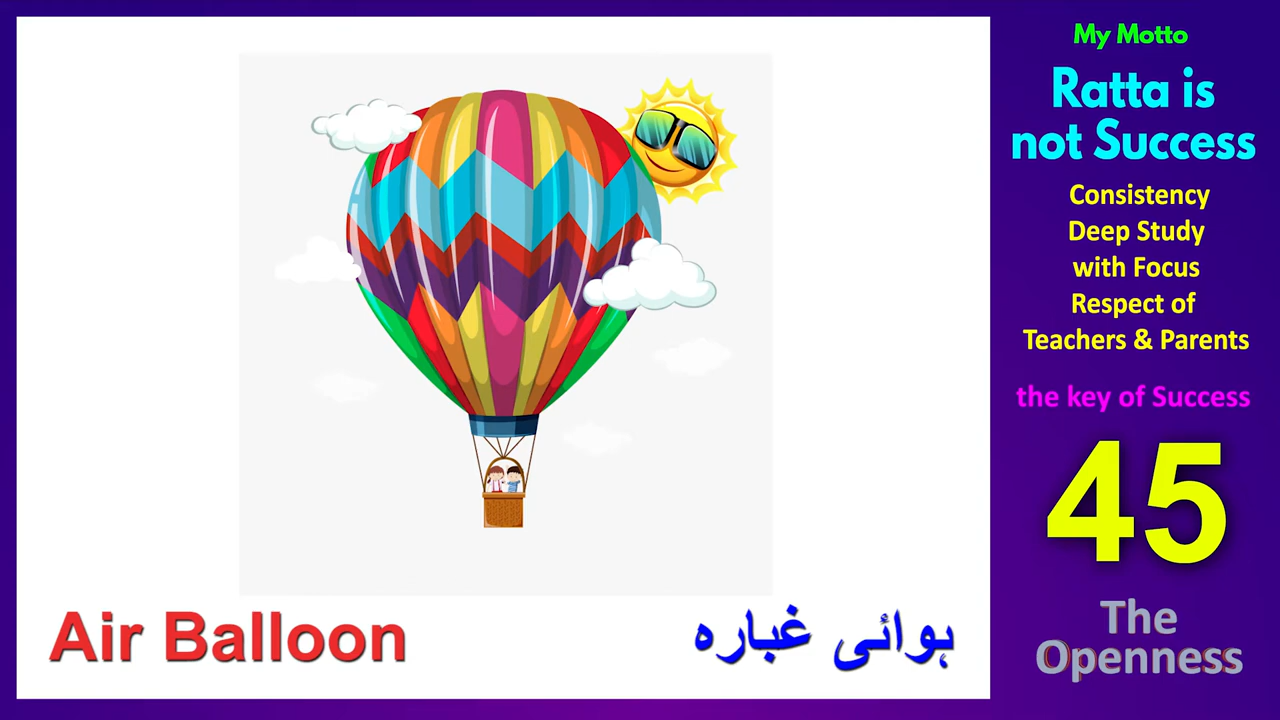 Air Balloon
ہوائی غبارہ
My Motto
Ratta is
not Success
Consistency
Deep Study
with Focus
Respect of
Teachers & Parents
the key of Success
45
The
Openness